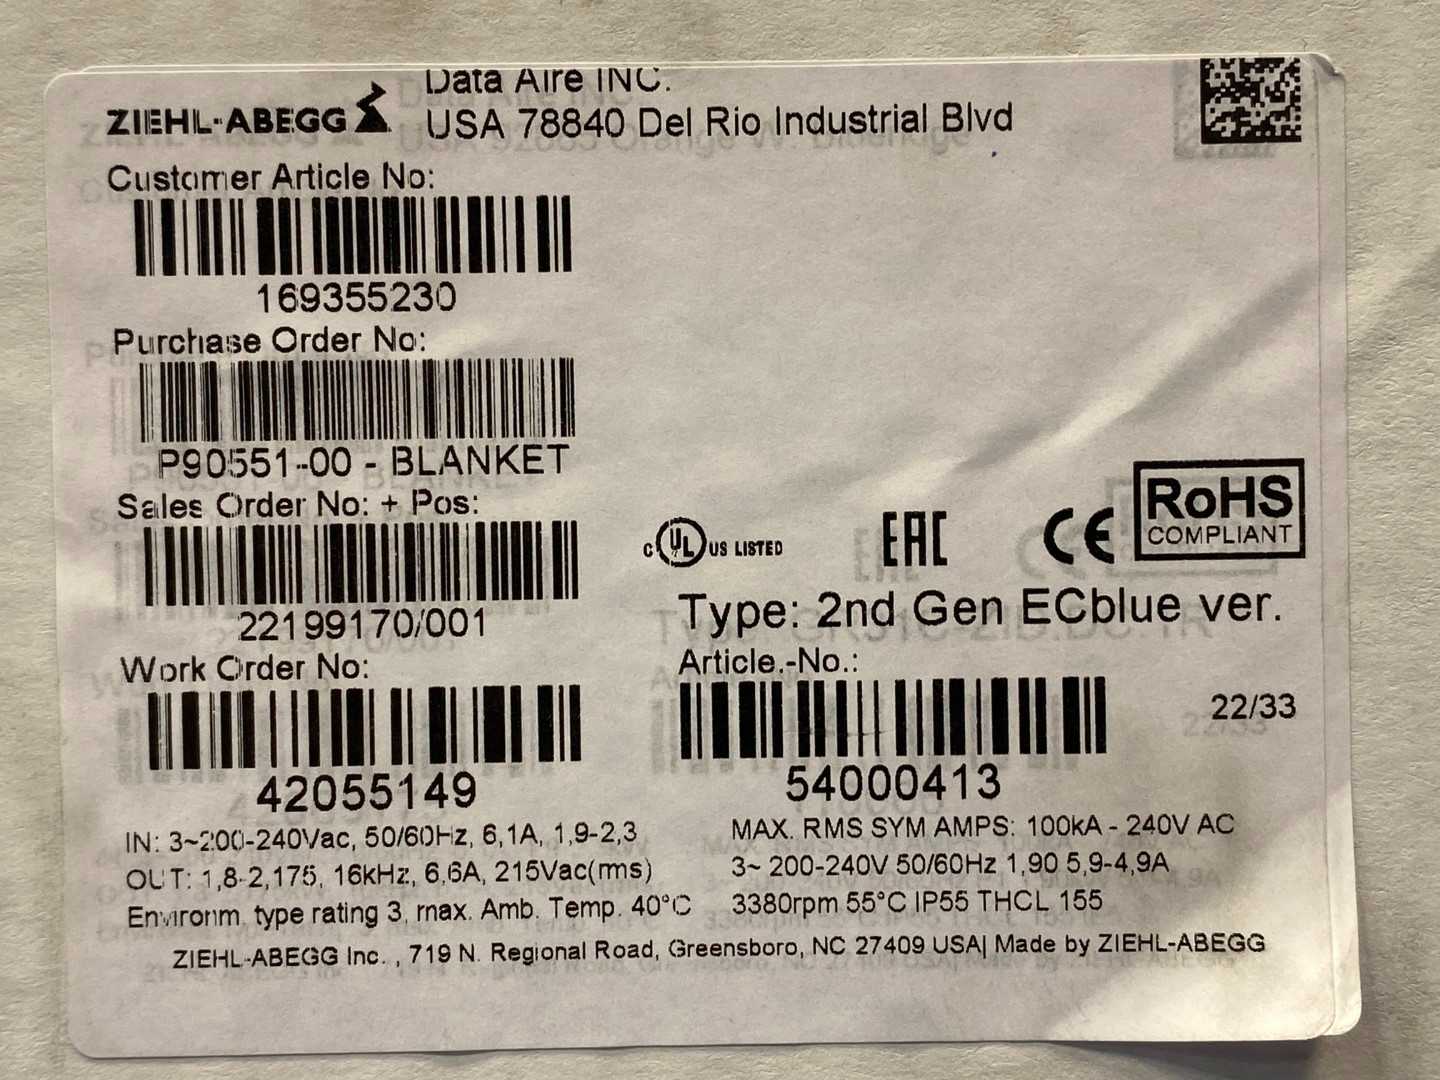 Data Aire INC.
ZIEHL-ABEGG
USA 78840 Del Rio Industrial Blvd
Customer Article No:
169355230
Purchase Order No:
P90551-00 - BLANKET
Sales Order No: + Pos:
22199170/001
Work Order No:
42055149
c UL US LISTED
EAC
CE
RoHS
COMPLIANT
Type: 2nd Gen ECblue ver.
Article.-No.:
22/33
54000413
IN: 3~200-240Vac, 50/60Hz, 6,1A, 1,9-2,3
OUT: 1,8-2,175, 16kHz, 6,6A, 215Vac(rms)
Environm. type rating 3, max. Amb. Temp. 40°C
MAX. RMS SYM AMPS: 100kA - 240V AC
3~ 200-240V 50/60Hz 1,90 5,9-4,9A
3380rpm 55°C IP55 THCL 155
ZIEHL-ABEGG Inc. , 719 N. Regional Road, Greensboro, NC 27409 USA| Made by ZIEHL-ABEGG